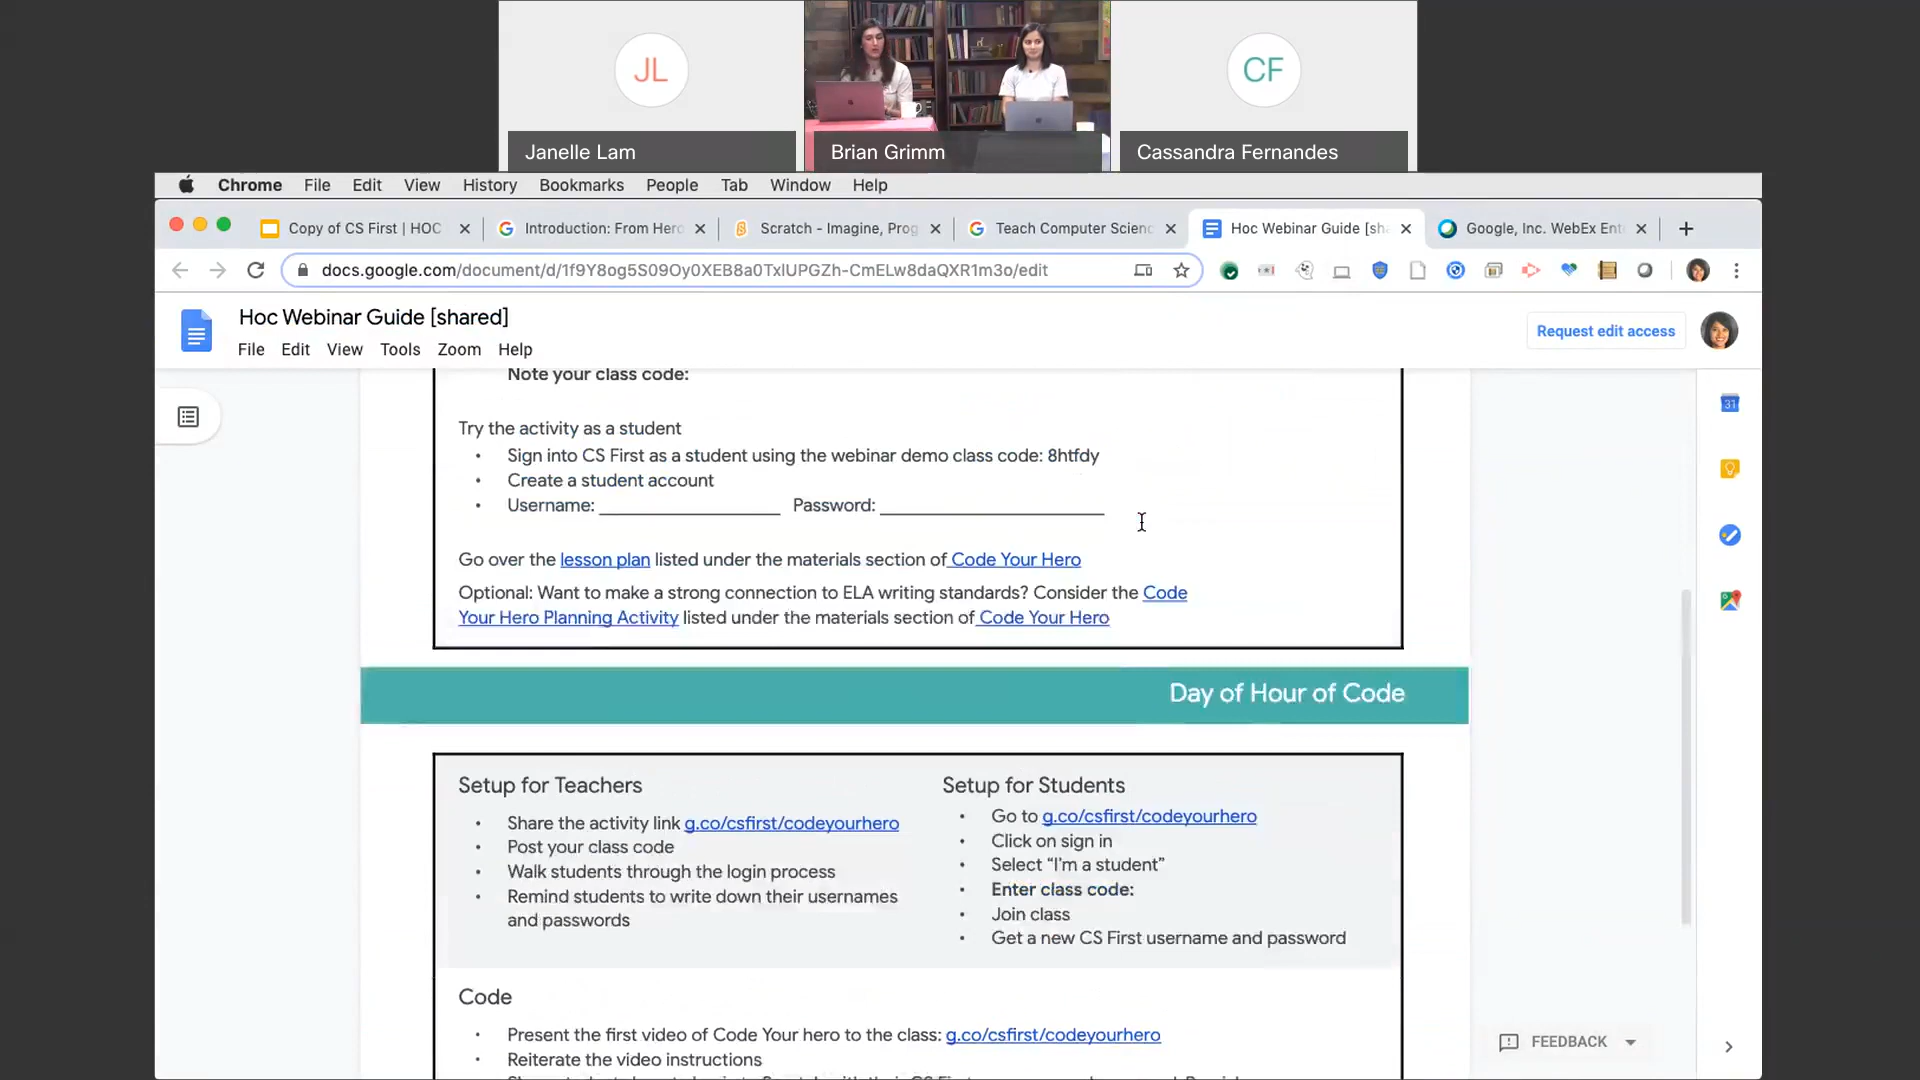 JL
CF
Janelle Lam
Brian Grimm
Cassandra Fernandes
Chrome File Edit View History Bookmarks People Tab Window Help
Copy of CS First | HOC
Introduction: From Hero
Scratch - Imagine, Prog
Teach Computer Scienc
Hoc Webinar Guide [sha
Google, Inc. WebEx Ent
docs.google.com/document/d/1f9Y8og5S09Oy0XEB8a0TxlUPGZh-CmELw8daQXR1m3o/edit
Hoc Webinar Guide [shared]
Request edit access
File Edit View Tools Zoom Help
Note your class code:
31
Try the activity as a student
• Sign into CS First as a student using the webinar demo class code: 8htfdy
• Create a student account
• Username: __________________ Password: ______________________
Go over the lesson plan listed under the materials section of Code Your Hero
Optional: Want to make a strong connection to ELA writing standards? Consider the Code
Your Hero Planning Activity listed under the materials section of Code Your Hero
Day of Hour of Code
Setup for Teachers
• Share the activity link g.co/csfirst/codeyourhero
• Post your class code
• Walk students through the login process
• Remind students to write down their usernames
and passwords
Setup for Students
• Go to g.co/csfirst/codeyourhero
• Click on sign in
• Select “I'm a student”
• Enter class code:
• Join class
• Get a new CS First username and password
Code
• Present the first video of Code Your hero to the class: g.co/csfirst/codeyourhero
• Reiterate the video instructions
FEEDBACK